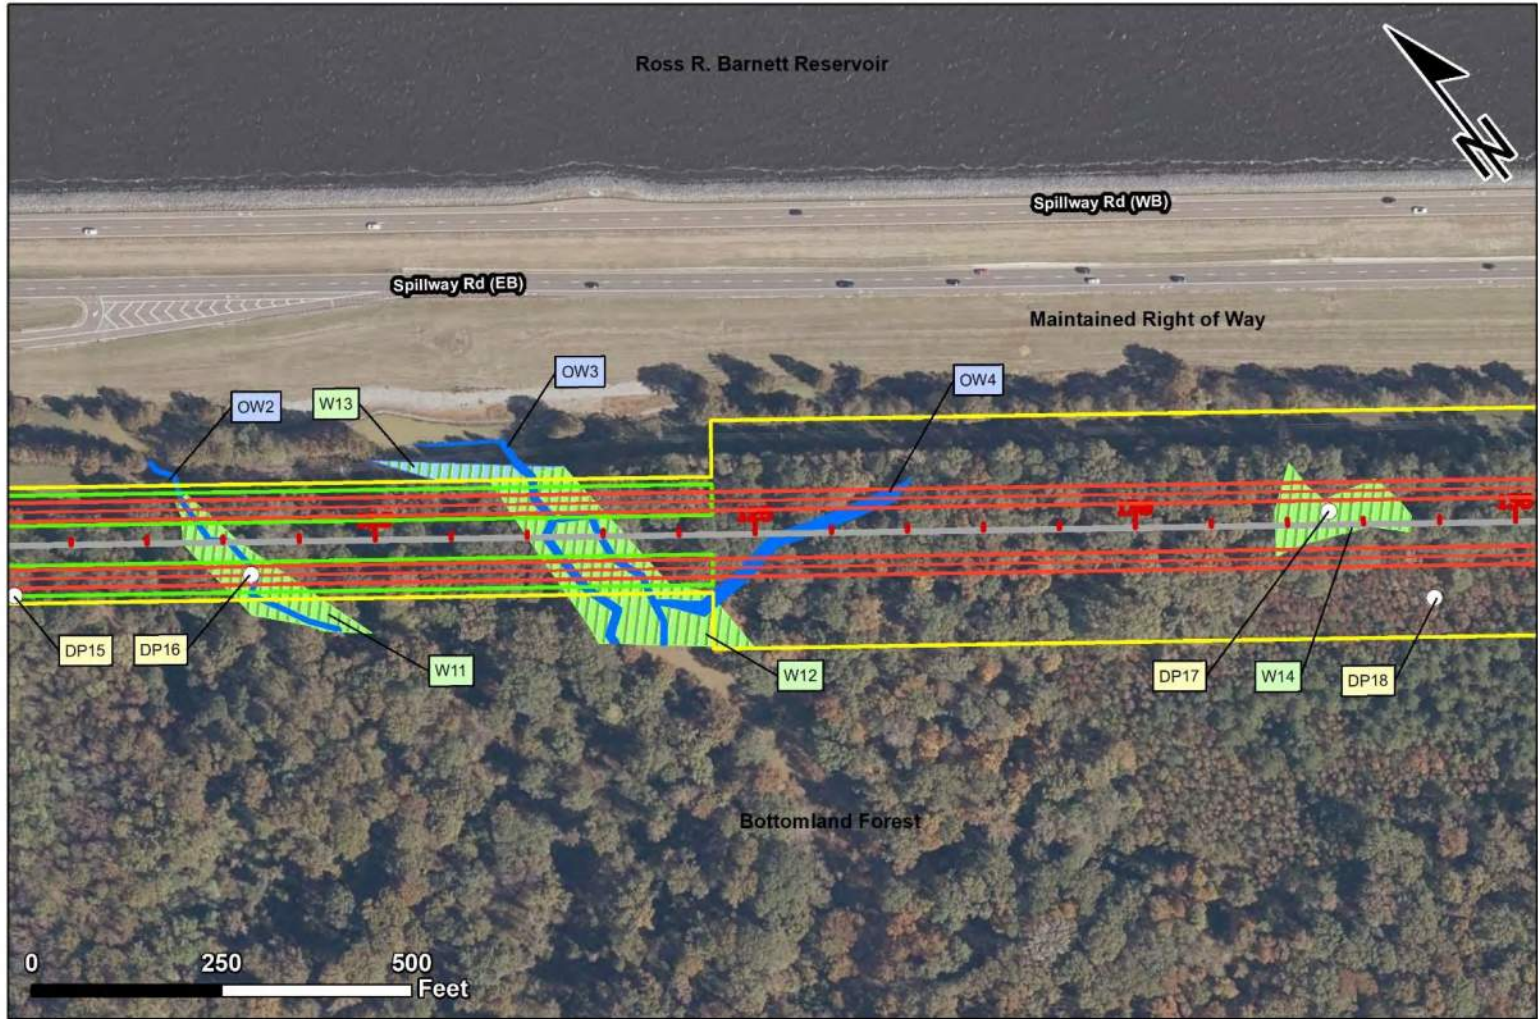 Ross R. Barnett Reservoir
N
Spillway Rd (WB)
Spillway Rd (EB)
Maintained Right of Way
OW3
OW4
OW2
W13
DP15
DP16
W11
W12
DP17
W14
DP18
Bottomland Forest
0 250 500
Feet